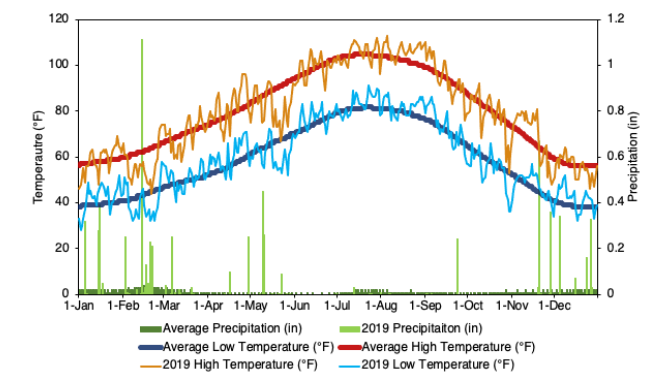 120
100
80
60
40
20
0
Temperautre (°F)
1.2
1
0.8
0.6
0.4
0.2
0
Precipitation (in)
1-Jan 1-Feb 1-Mar 1-Apr 1-May 1-Jun 1-Jul 1-Aug 1-Sep 1-Oct 1-Nov 1-Dec
Average Precipitation (in) 2019 Precipitaiton (in)
Average Low Temperature (°F) Average High Temperature (°F)
2019 High Temperature (°F) 2019 Low Temperature (°F)